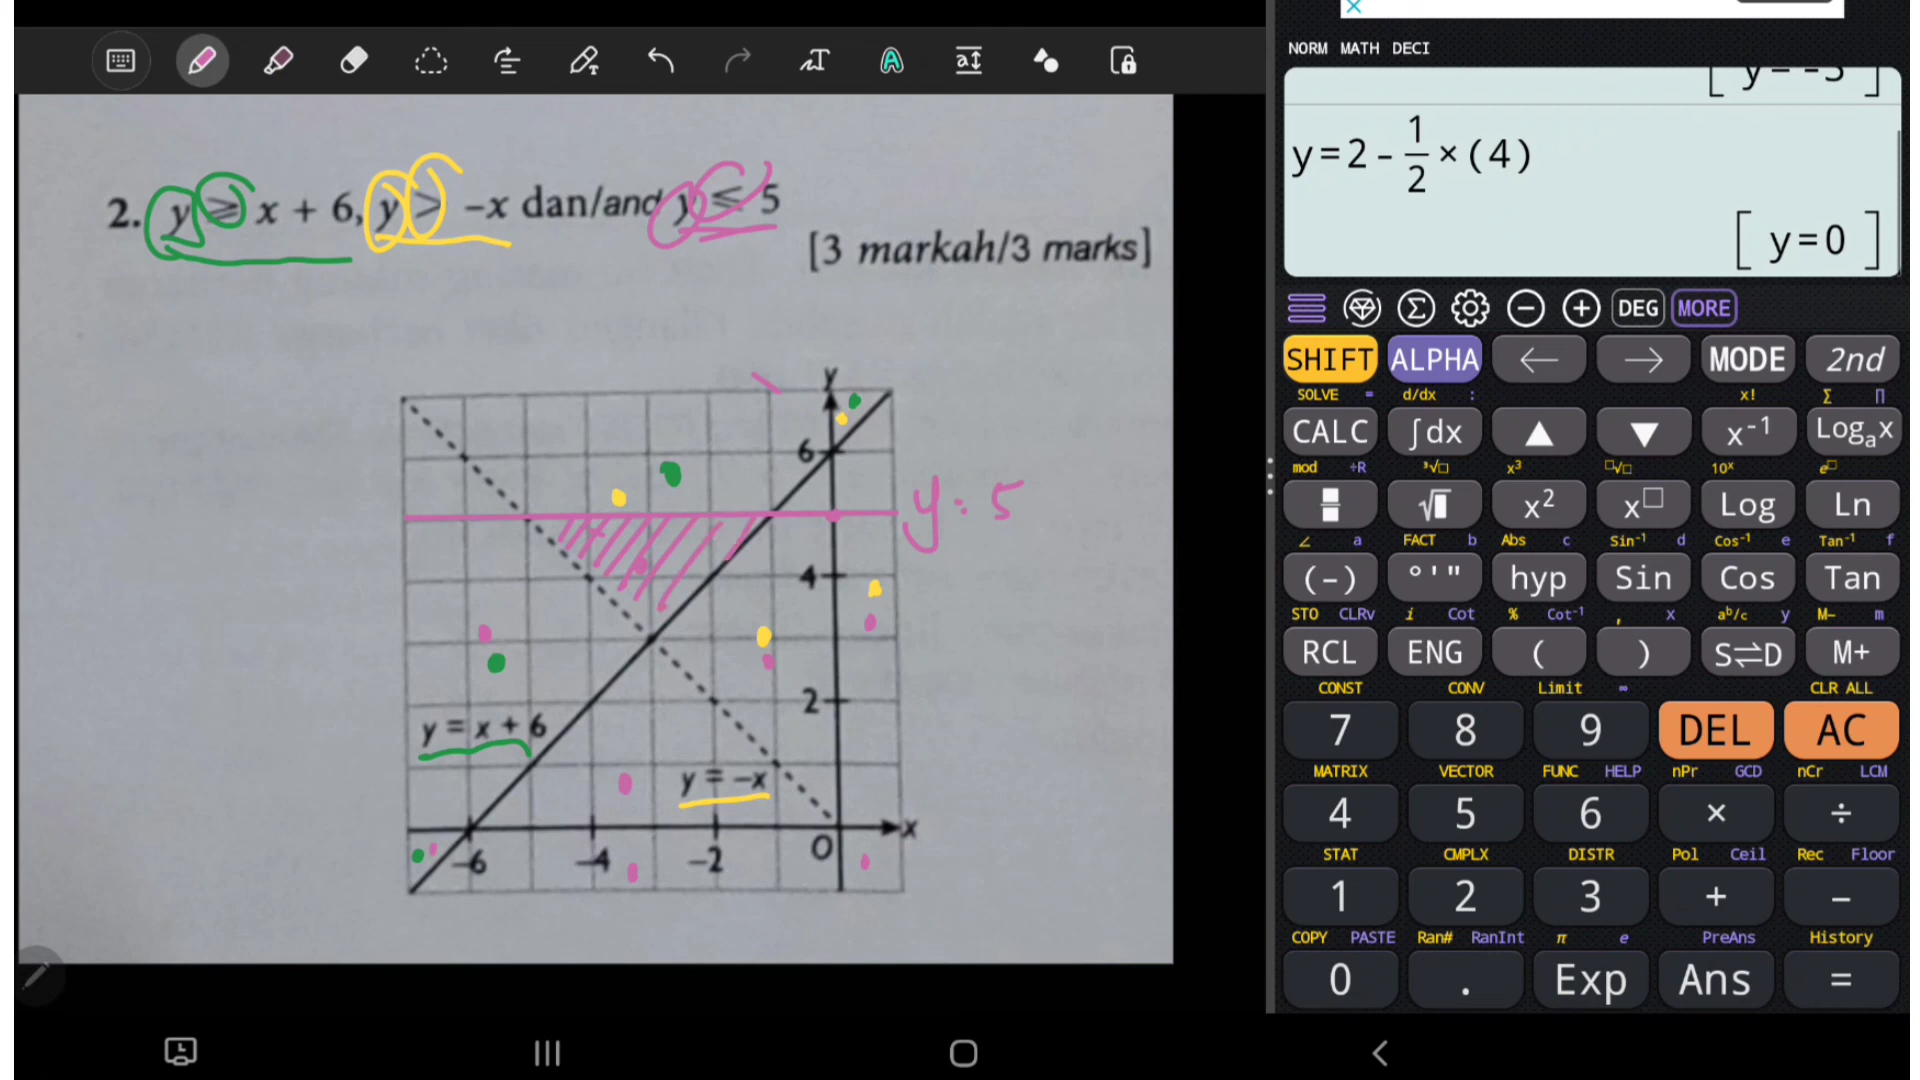 NORM MATH DECI
y=2-1/2×(4)
[ y=0 ]
2. y ≥ x + 6, y > -x dan/and y ≤ 5
[3 markah/3 marks]
y
6
y = 5
4
2
y = x + 6
y = -x
-6 -4 -2 0 x
DEG MORE
SHIFT ALPHA ← → MODE 2nd
SOLVE = d/dx : x! Σ ∏
CALC ∫dx ▲ ▼ x⁻¹ Logₐx
mod ÷R ³√□ x³ □√□ 10ˣ e□
√ x² x□ Log Ln
∠ a FACT b Abs c Sin⁻¹ d Cos⁻¹ e Tan⁻¹ f
(-) °'" hyp Sin Cos Tan
STO CLRv i Cot % Cot⁻¹ , x aᵇ/c y M- m
RCL ENG ( ) S⇌D M+
CONST CONV Limit ∞ CLR ALL
7 8 9 DEL AC
MATRIX VECTOR FUNC HELP nPr GCD nCr LCM
4 5 6 × ÷
STAT CMPLX DISTR Pol Ceil Rec Floor
1 2 3 + -
COPY PASTE Ran# RanInt π e PreAns History
0 . Exp Ans =